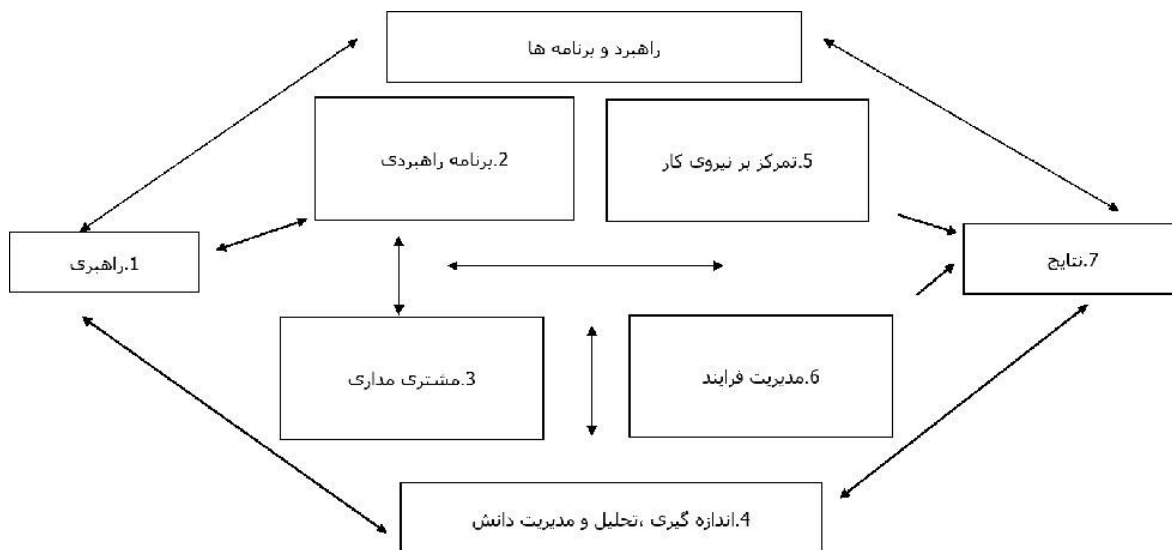 راهبرد و برنامه ها
2.برنامه راهبردی
5.تمرکز بر نیروی کار
1.راهبری
7.نتایج
3.مشتری مداری
6.مدیریت فرایند
4.اندازه گیری ،تحلیل و مدیریت دانش